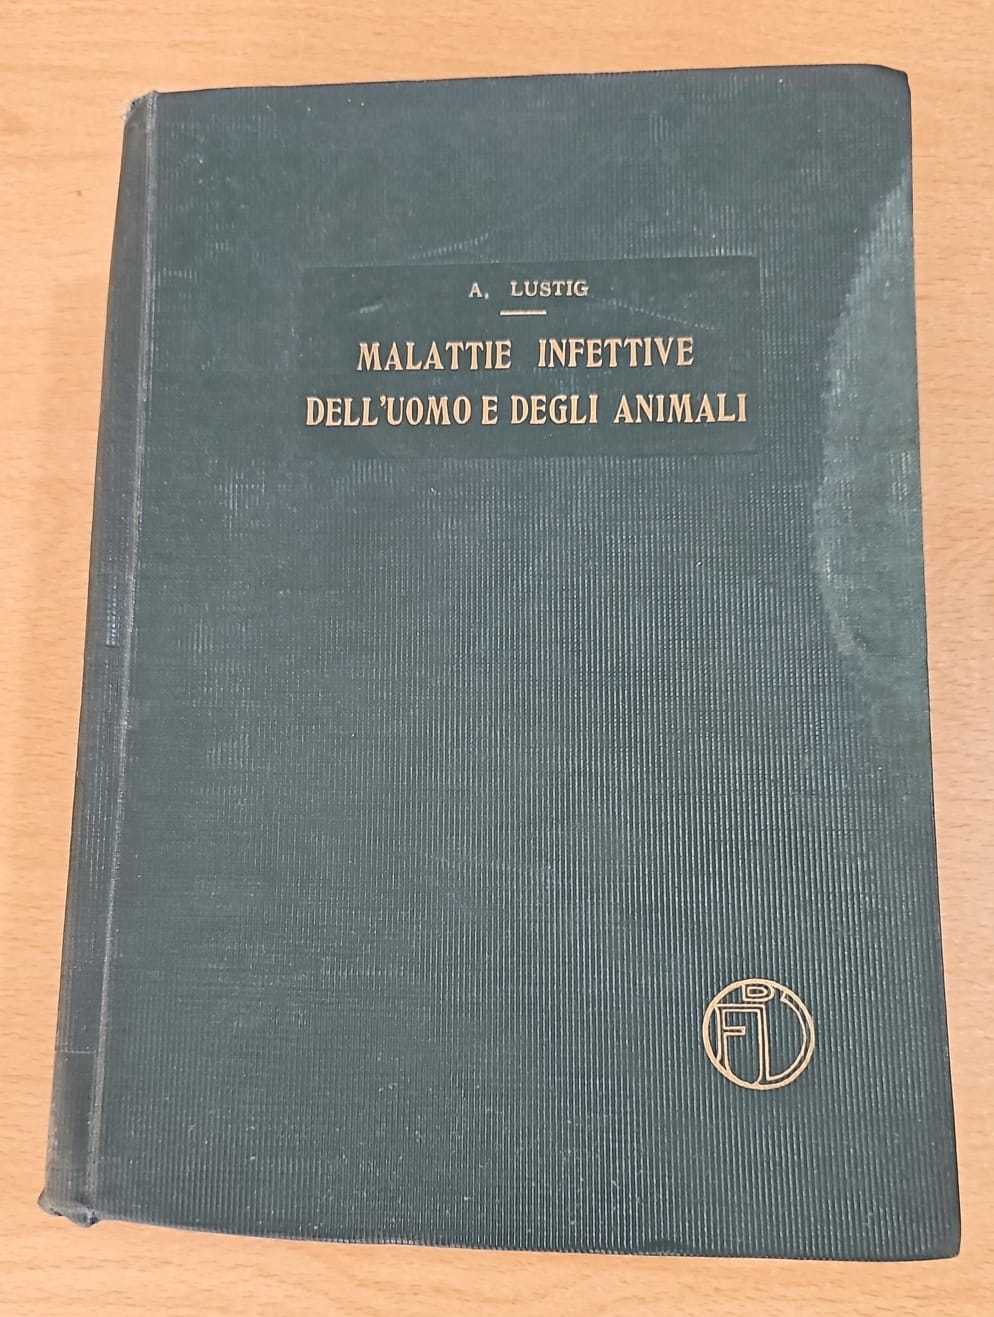 A. LUSTIG
MALATTIE INFETTIVE
DELL'UOMO E DEGLI ANIMALI